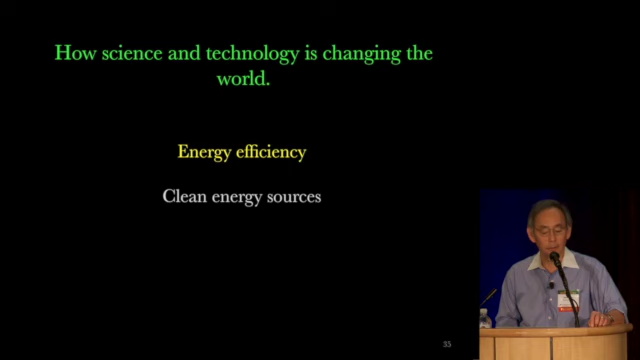 How science and technology is changing the
world.
Energy efficiency
Clean energy sources
35